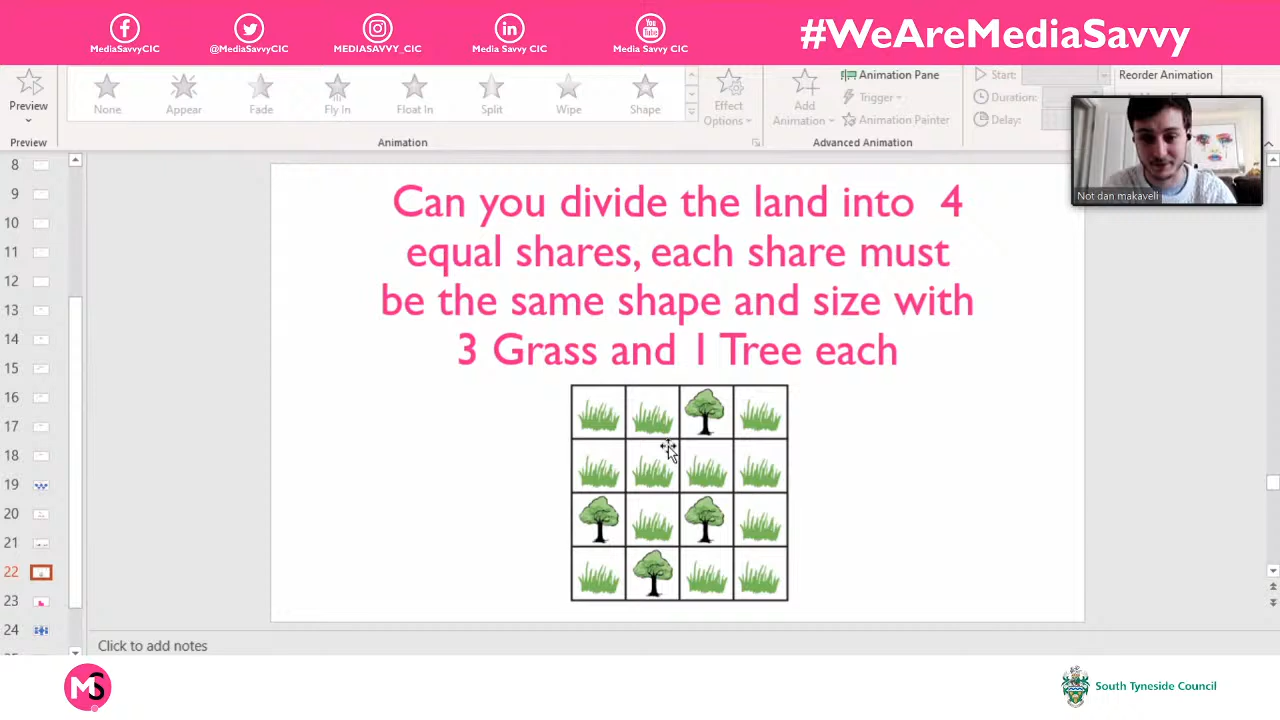 MediaSavvyCIC
@MediaSavvyCIC
MEDIASAVVY_CIC
Media Savvy CIC
You Tube
Media Savvy CIC
#WeAreMediaSavvy
Preview
Preview
None
Appear
Fade
Fly In
Float In
Split
Wipe
Shape
Animation
Effect
Options
Add
Animation
Animation Pane
Trigger
Animation Painter
Advanced Animation
Start:
Duration:
Delay:
Reorder Animation
Not dan makaveli
8
9
10
11
12
13
14
15
16
17
18
19
20
21
22
23
24
Can you divide the land into 4
equal shares, each share must
be the same shape and size with
3 Grass and 1 Tree each
Click to add notes
MS
South Tyneside Council